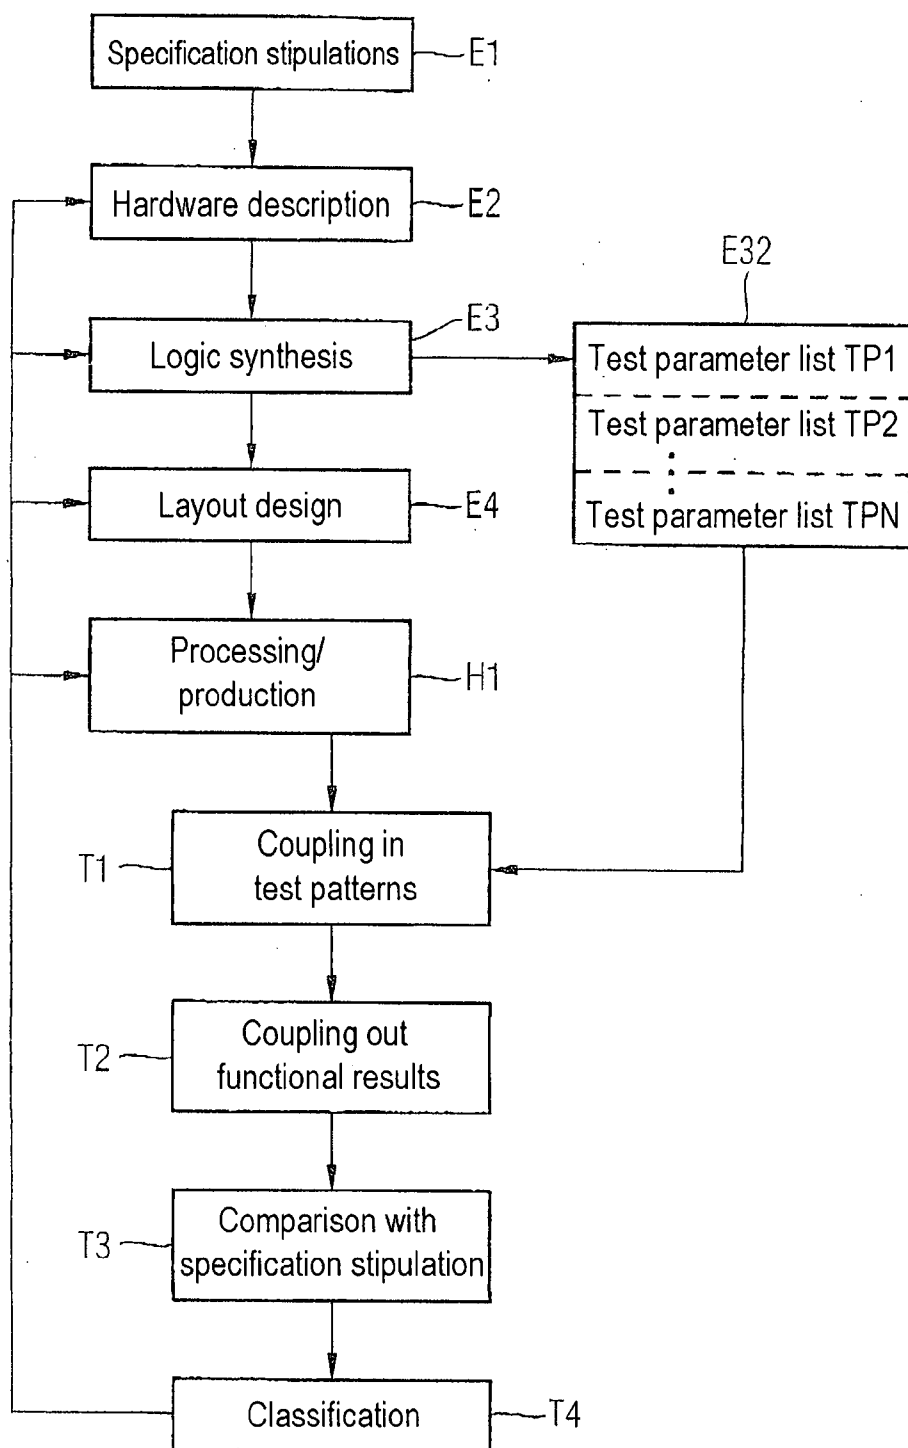 Specification stipulations
E1
Hardware description
E2
E32
E3
Logic synthesis
Test parameter list TP1
Test parameter list TP2
Layout design
E4
Test parameter list TPN
Processing/
production
H1
T1
Coupling in
test patterns
T2
Coupling out
functional results
T3
Comparison with
specification stipulation
Classification
T4